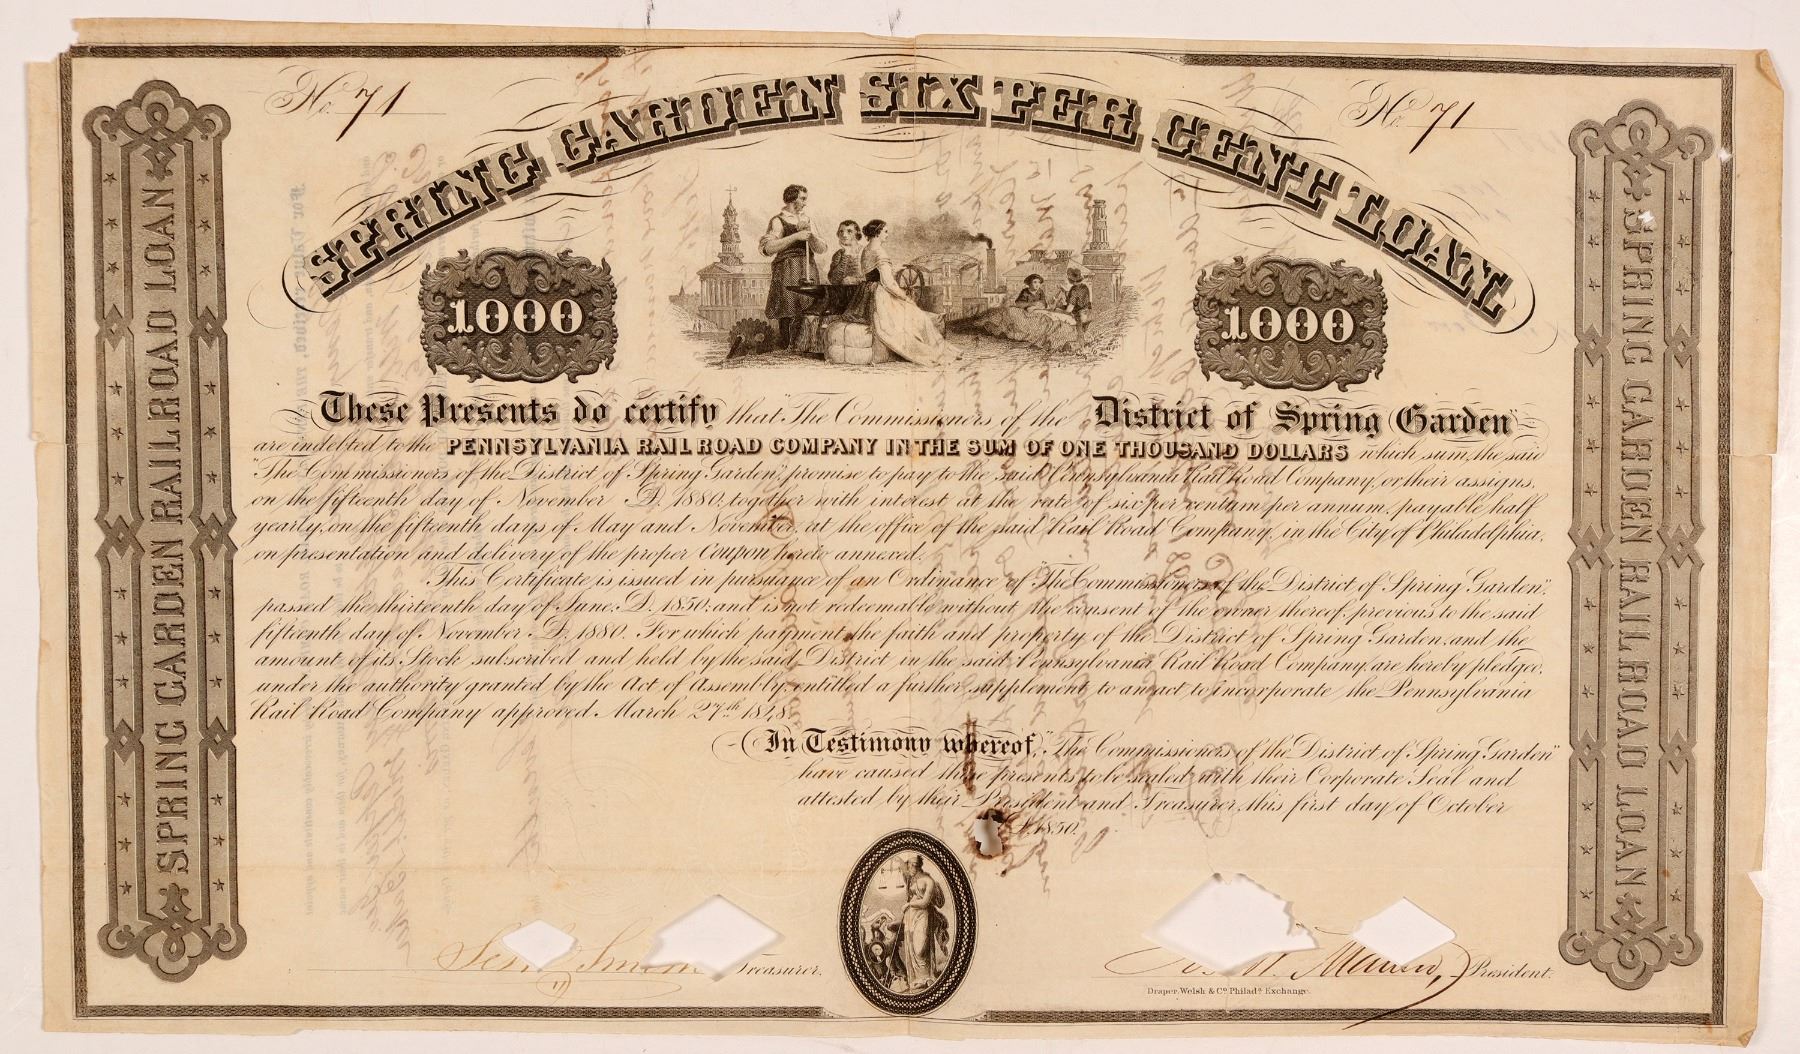 No. 71
No. 71
SPRING GARDEN SIX PER CENT LOAN
1000
1000
SPRING GARDEN RAILROAD LOAN
SPRING GARDEN RAILROAD LOAN
These Presents do certify that "The Commissioners of the District of Spring Garden"
are indebted to the PENNSYLVANIA RAIL ROAD COMPANY IN THE SUM OF ONE THOUSAND DOLLARS which sum, the said
"The Commissioners of the District of Spring Garden", promise to pay to the said Pennsylvania Rail Road Company, or their assigns,
on the fifteenth day of November A.D. 1880, together with interest at the rate of six per centum per annum, payable half
yearly, on the fifteenth days of May and November, at the office of the said Rail Road Company, in the City of Philadelphia,
on presentation and delivery of the proper Coupon hereto annexed.
This Certificate is issued in pursuance of an Ordinance of "The Commissioners of the District of Spring Garden",
passed the thirteenth day of June A.D. 1850; and is not redeemable without the consent of the owner thereof, previous to the said
fifteenth day of November A.D. 1880. For which payment, the faith and property of the District of Spring Garden, and the
amount of its Stock subscribed and held by the said District in the said Pennsylvania Rail Road Company, are hereby pledged,
under the authority granted by the Act of Assembly, entitled a further supplement to an act to incorporate the Pennsylvania
Rail Road Company approved March 27th 1848.
In Testimony whereof, "The Commissioners of the District of Spring Garden"
have caused these presents to be sealed with their Corporate Seal and
attested by their President and Treasurer, this first day of October
1850.
Treasurer.
President.
Draper, Welsh & Co. Philada. Exchange.